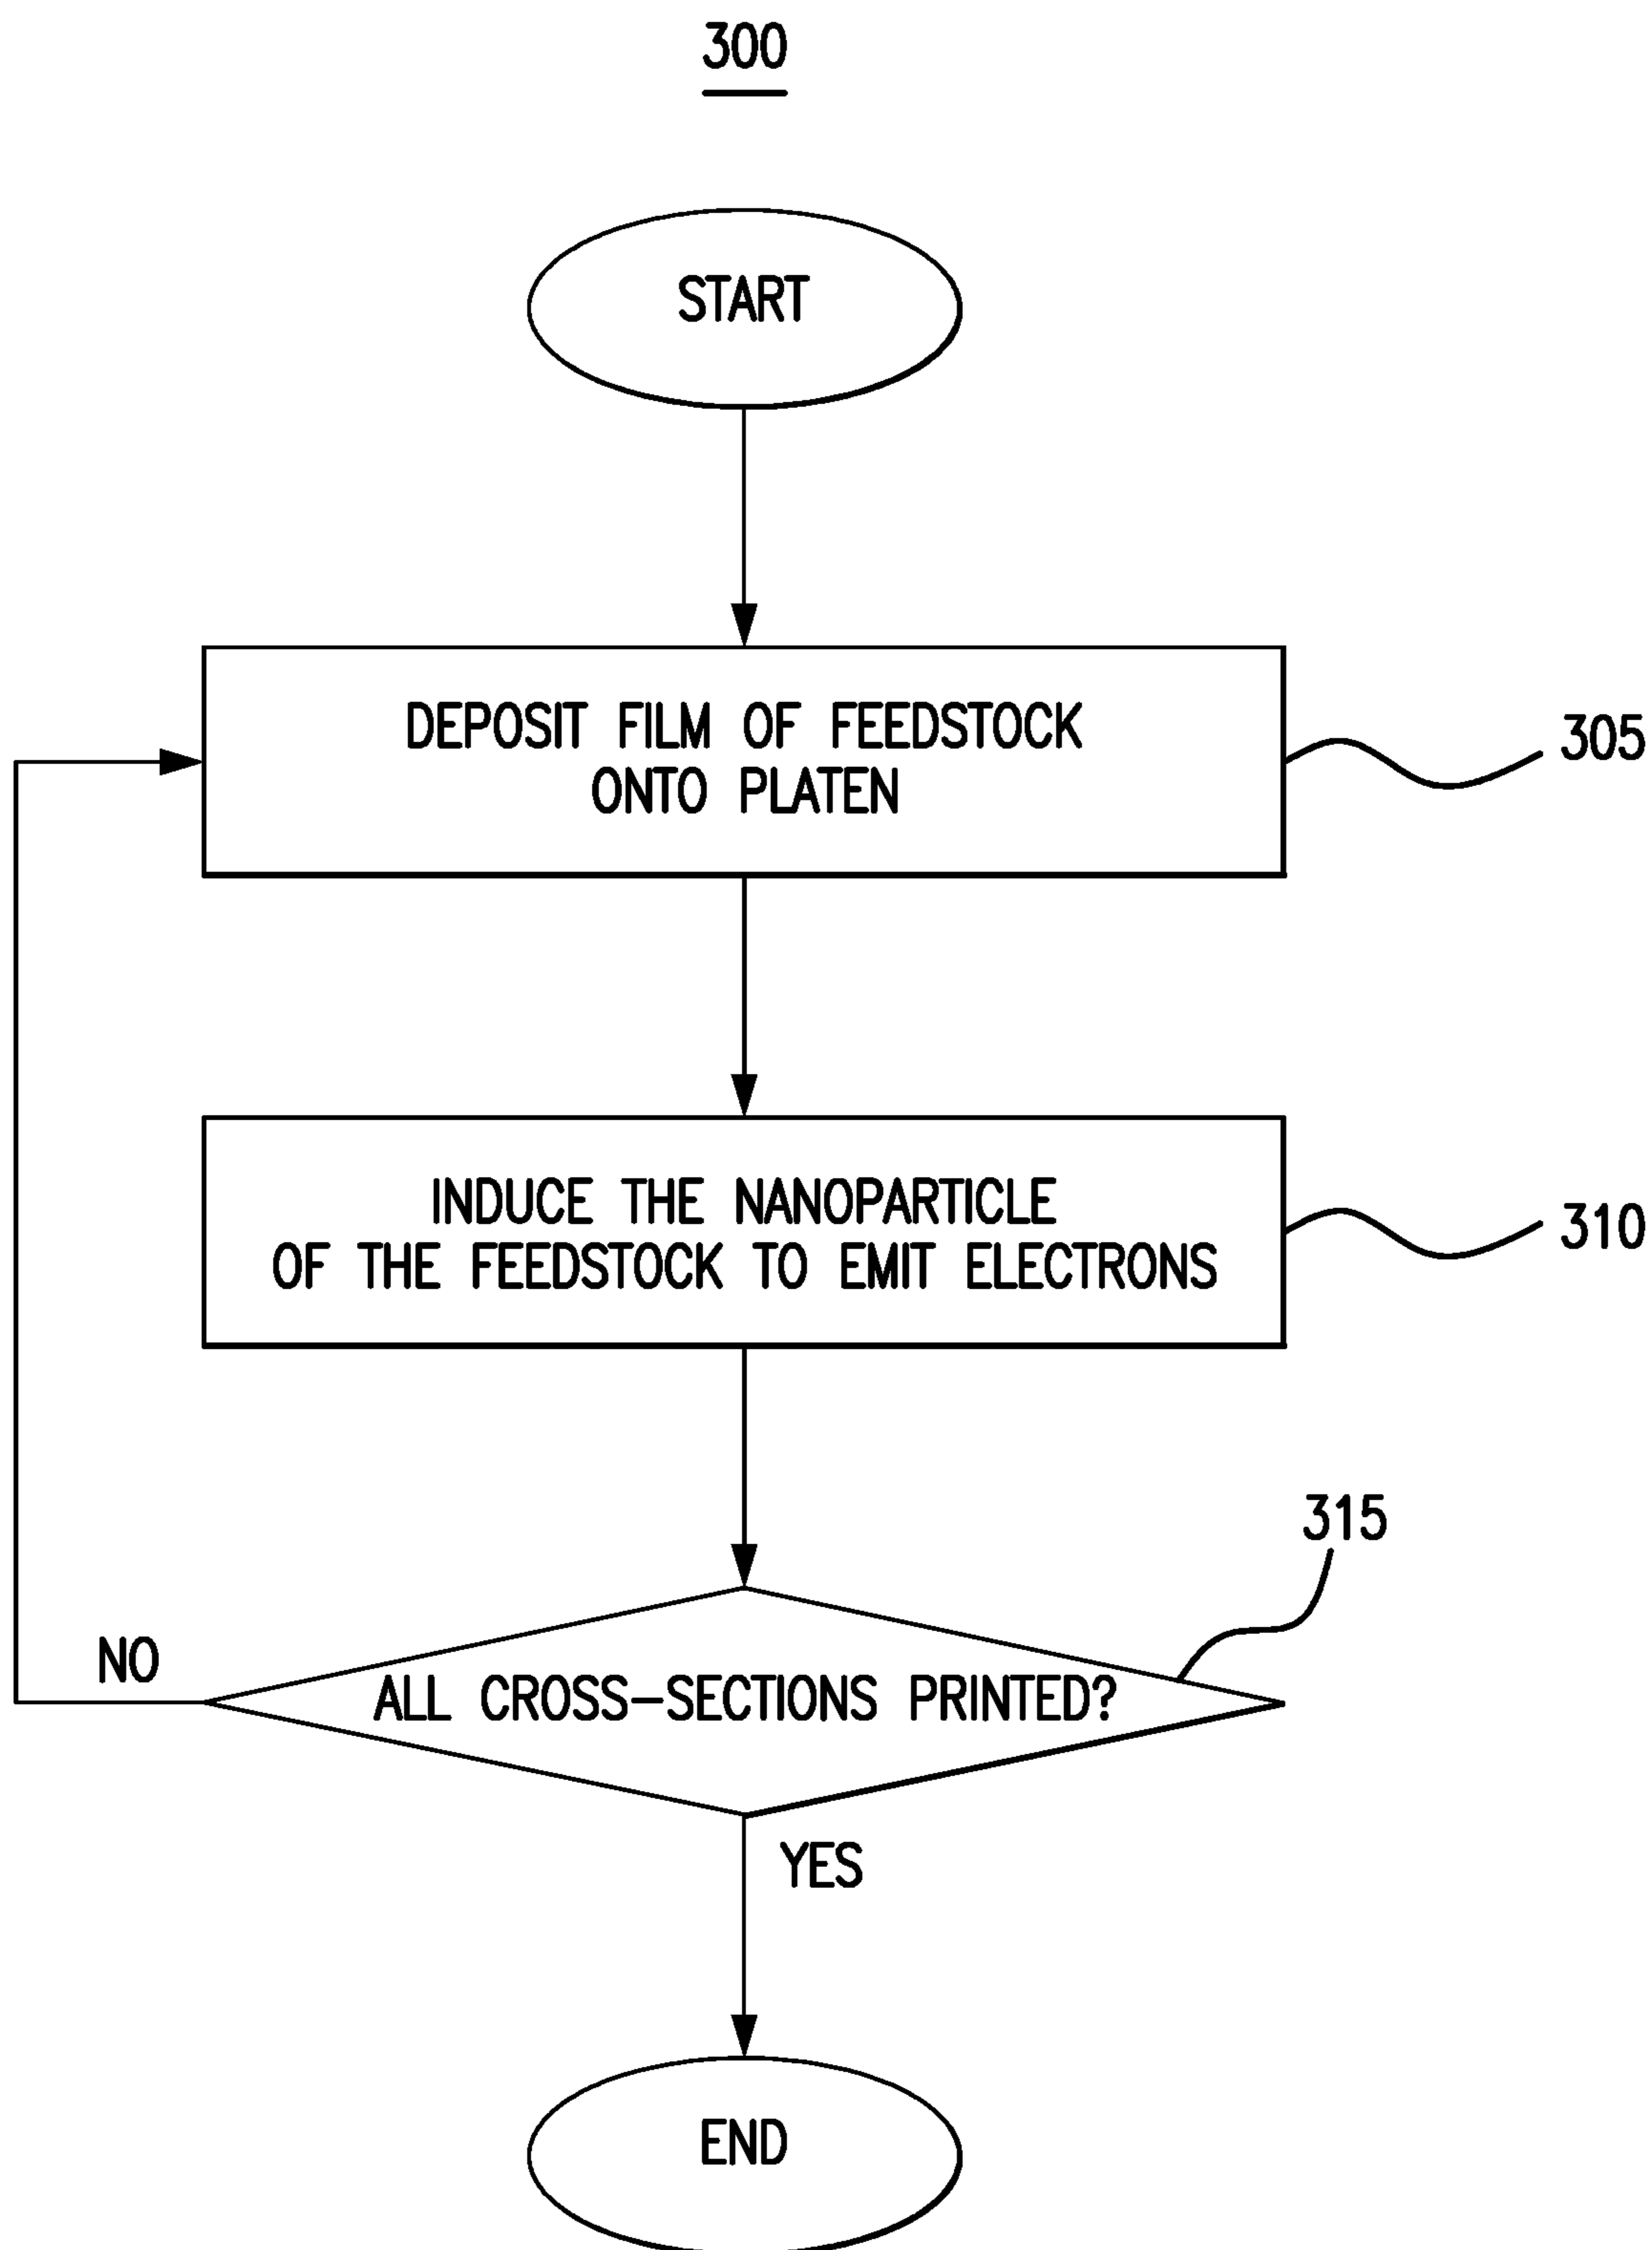 300
START
DEPOSIT FILM OF FEEDSTOCK
ONTO PLATEN
305
INDUCE THE NANOPARTICLE
OF THE FEEDSTOCK TO EMIT ELECTRONS
310
315
NO
ALL CROSS-SECTIONS PRINTED?
YES
END